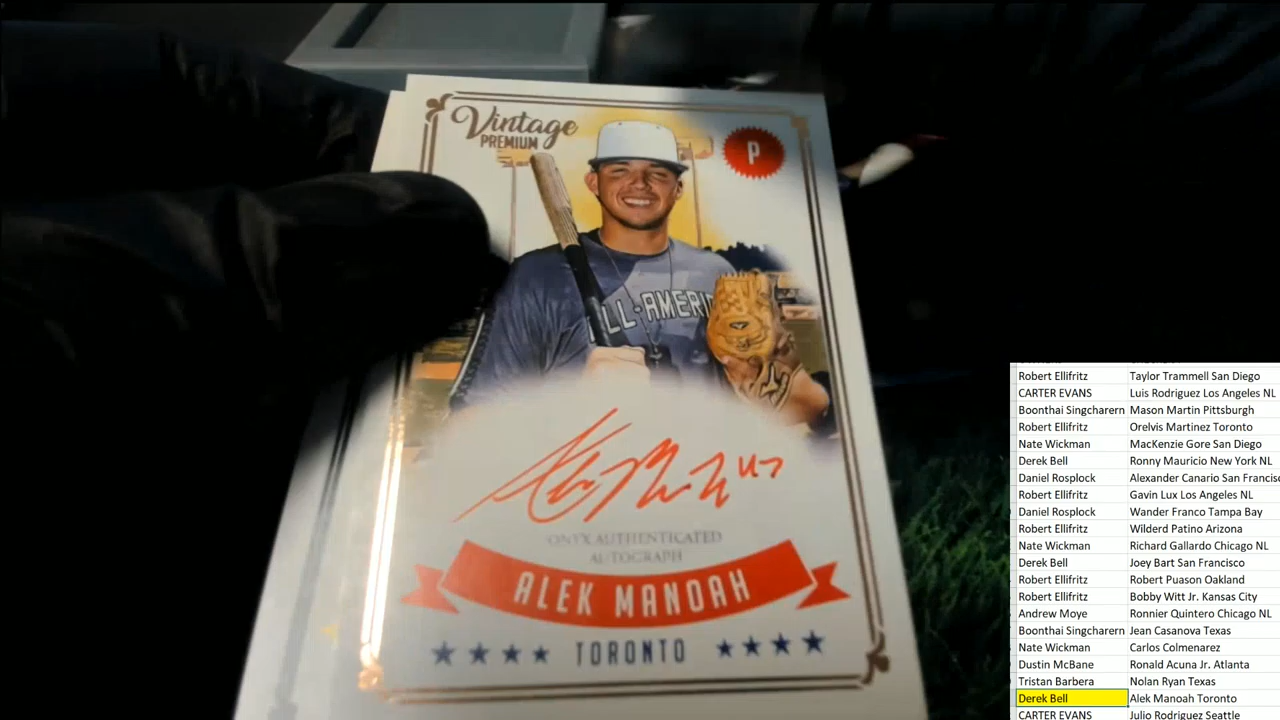 Vintage
PREMIUM
P
ALL-AMERI
47
ONYX AUTHENTICATED
AUTOGRAPH
ALEK MANOAH
TORONTO
Robert Ellifritz Taylor Trammell San Diego
CARTER EVANS Luis Rodriguez Los Angeles NL
Boonthai Singcharern Mason Martin Pittsburgh
Robert Ellifritz Orelvis Martinez Toronto
Nate Wickman MacKenzie Gore San Diego
Derek Bell Ronny Mauricio New York NL
Daniel Rosplock Alexander Canario San Francisc
Robert Ellifritz Gavin Lux Los Angeles NL
Daniel Rosplock Wander Franco Tampa Bay
Robert Ellifritz Wilderd Patino Arizona
Nate Wickman Richard Gallardo Chicago NL
Derek Bell Joey Bart San Francisco
Robert Ellifritz Robert Puason Oakland
Robert Ellifritz Bobby Witt Jr. Kansas City
Andrew Moye Ronnier Quintero Chicago NL
Boonthai Singcharern Jean Casanova Texas
Nate Wickman Carlos Colmenarez
Dustin McBane Ronald Acuna Jr. Atlanta
Tristan Barbera Nolan Ryan Texas
Derek Bell Alek Manoah Toronto
CARTER EVANS Julio Rodriguez Seattle